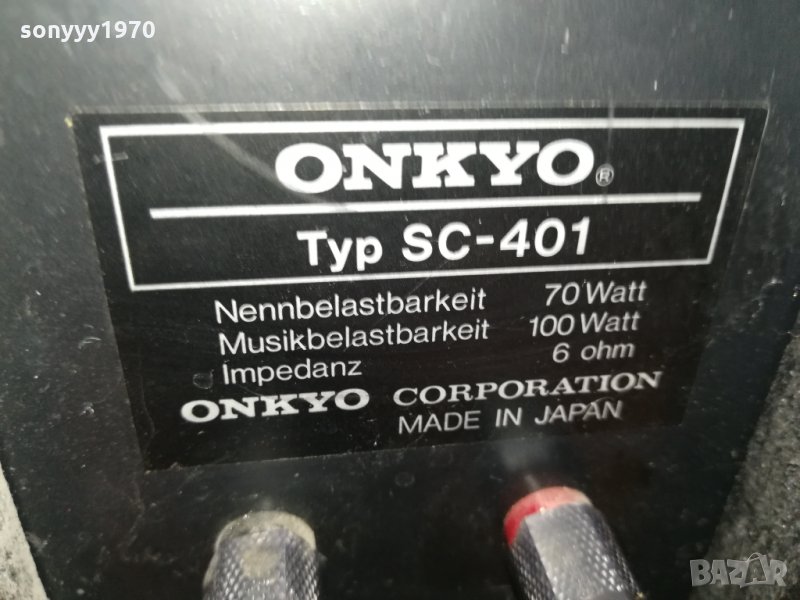 sonyyy1970
ONKYO®
Typ SC-401
Nennbelastbarkeit 70 Watt
Musikbelastbarkeit 100 Watt
Impedanz 6 ohm
ONKYO CORPORATION
MADE IN JAPAN
BAZAR